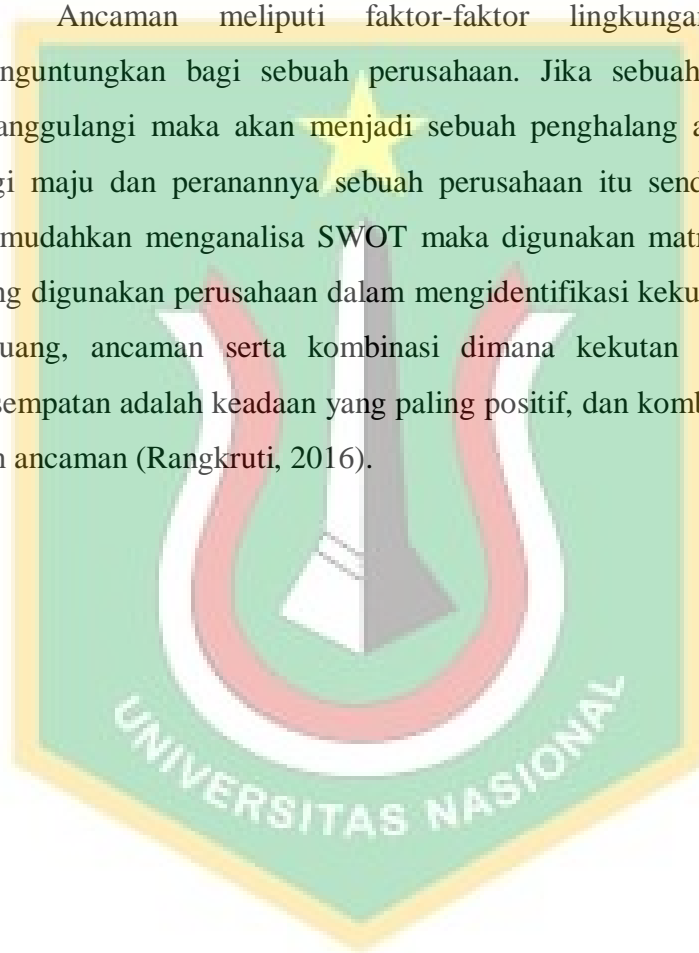 Ancaman meliputi faktor-faktor lingkungan
nguntungkan bagi sebuah perusahaan. Jika sebuah
anggulangi maka akan menjadi sebuah penghalang a
gi maju dan peranannya sebuah perusahaan itu send
mudahkan menganalisa SWOT maka digunakan matr
ng digunakan perusahaan dalam mengidentifikasi keku
uang, ancaman serta kombinasi dimana kekutan
sempatan adalah keadaan yang paling positif, dan komb
n ancaman (Rangkruti, 2016).
UNIVERSITAS NASIONAL